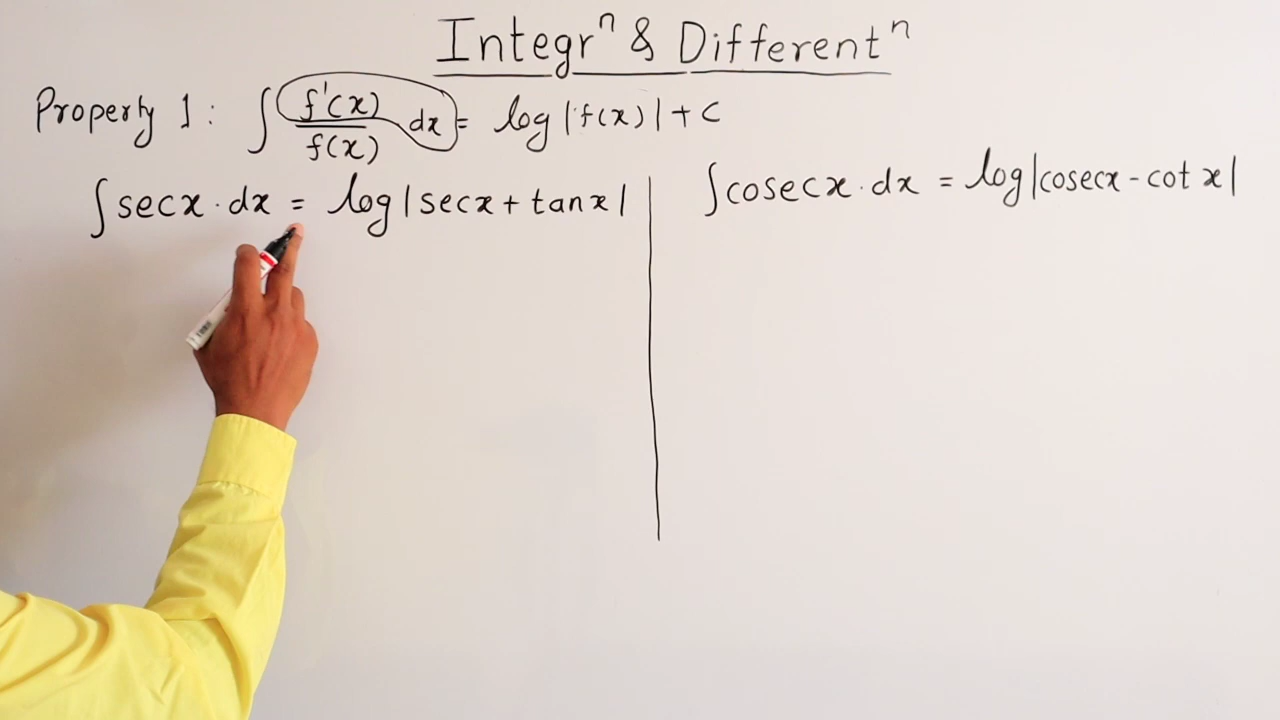 Integrⁿ & Differentⁿ
Property 1 : ∫ f'(x)/f(x) dx = log |f(x)| + C
∫ secx · dx = log | secx + tanx |
∫ cosecx · dx = log |cosecx - cot x|